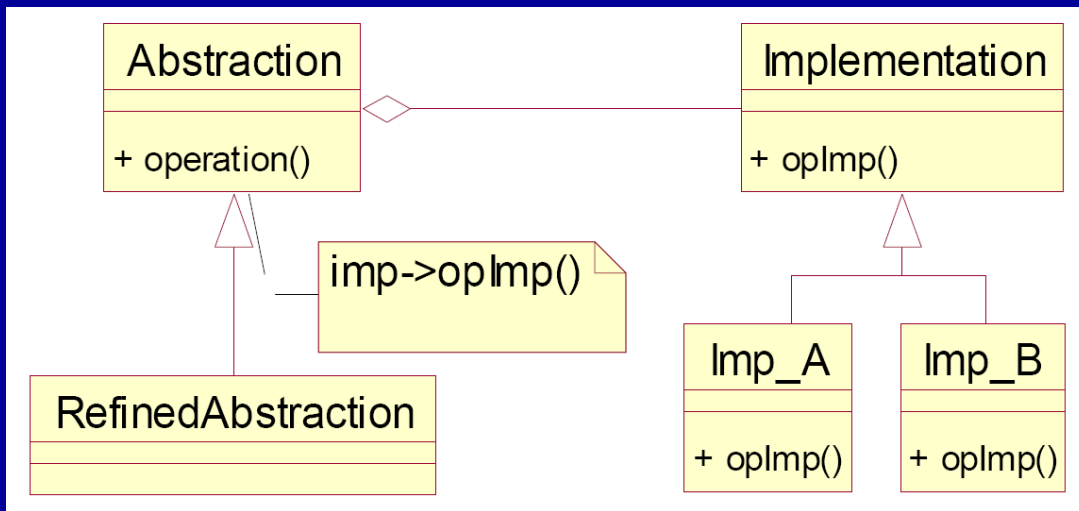 Abstraction
+ operation()
Implementation
+ opImp()
imp->opImp()
RefinedAbstraction
Imp_A
+ opImp()
Imp_B
+ opImp()